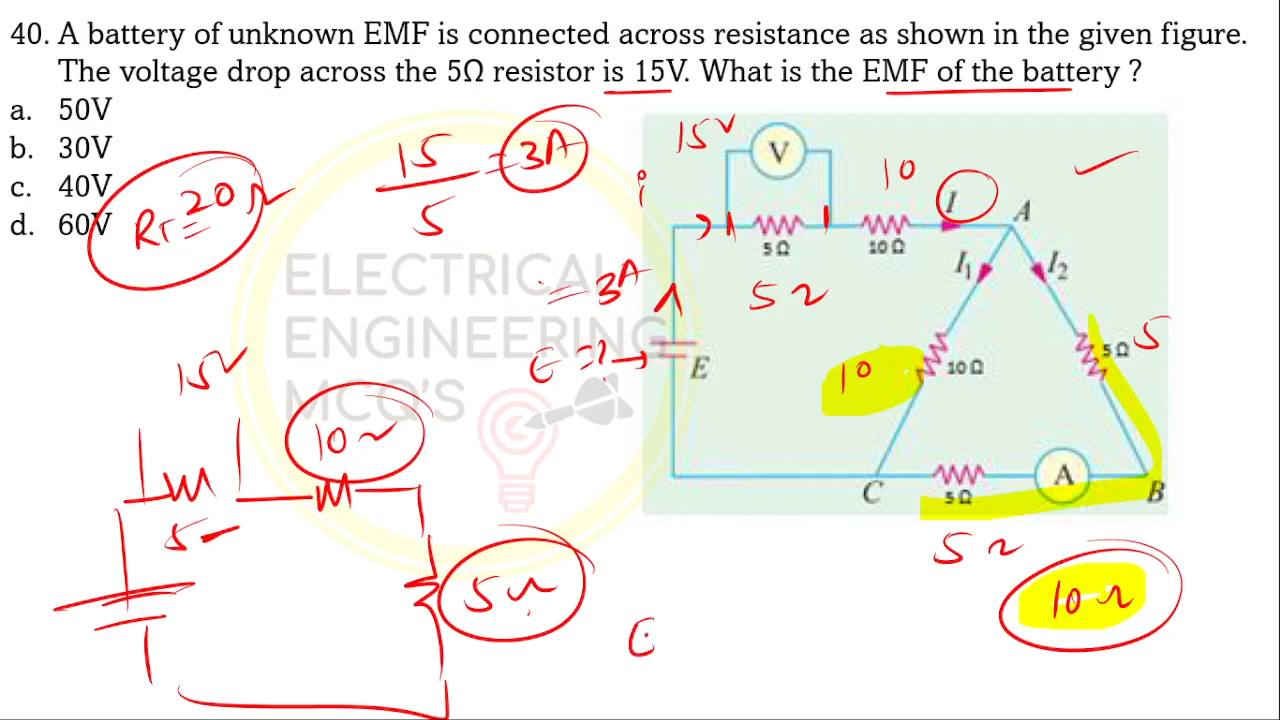 40. A battery of unknown EMF is connected across resistance as shown in the given figure.
The voltage drop across the 5Ω resistor is 15V. What is the EMF of the battery ?
a. 50V
b. 30V
c. 40V
d. 60V
RT = 20Ω
15
5
= 3A
= 3A
E = ?
ELECTRICAL
ENGINEERING
MCQ'S
15V
V
i
10
I
A
5Ω
10Ω
5Ω
I₁
I₂
E
10
10Ω
5Ω
5
C
5Ω
A
B
5Ω
10Ω
15V
10Ω
5
5Ω
E